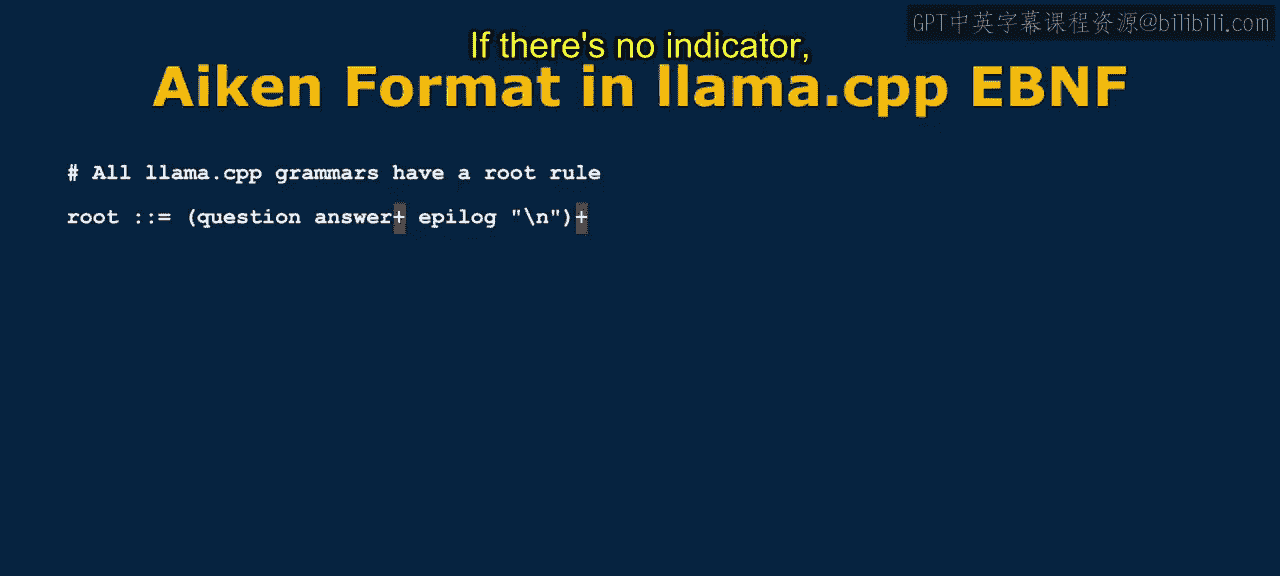 GPT中英字幕课程资源@bilibili.com
If there's no indicator,
Aiken Format in llama.cpp EBNF
# All llama.cpp grammars have a root rule
root ::= (question answer+ epilog "\n")+